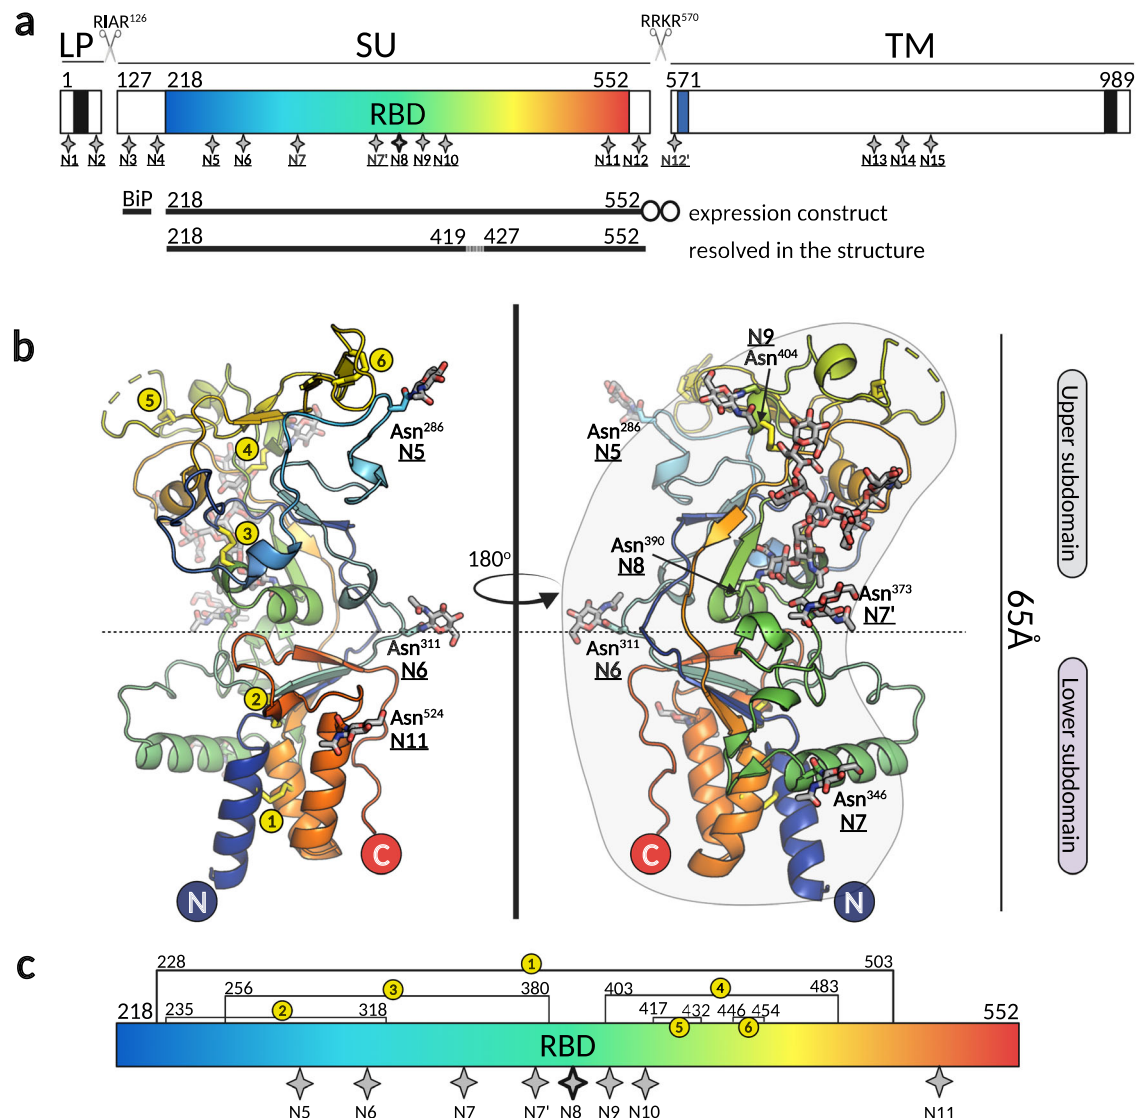 a
RIAR126
RRKR570
LP SU TM
1 127 218 552 571 989
RBD
N1 N2 N3 N4 N5 N6 N7 N7' N8 N9 N10 N11 N12 N12' N13 N14 N15
BiP 218 552 expression construct
218 419 427 552 resolved in the structure
b
6
5
Asn286
N5
4
3
Asn311
N6
2
Asn524
N11
1
C
N
180o
N9
Asn404
Asn286
N5
Asn390
N8
Asn373
N7'
Asn311
N6
Asn346
N7
C
N
65Å
Upper subdomain
Lower subdomain
c
228 1 503
256 3 380 403 4 483
218 235 2 318 417 432 446 454 552
5 6
RBD
N5 N6 N7 N7' N8 N9 N10 N11